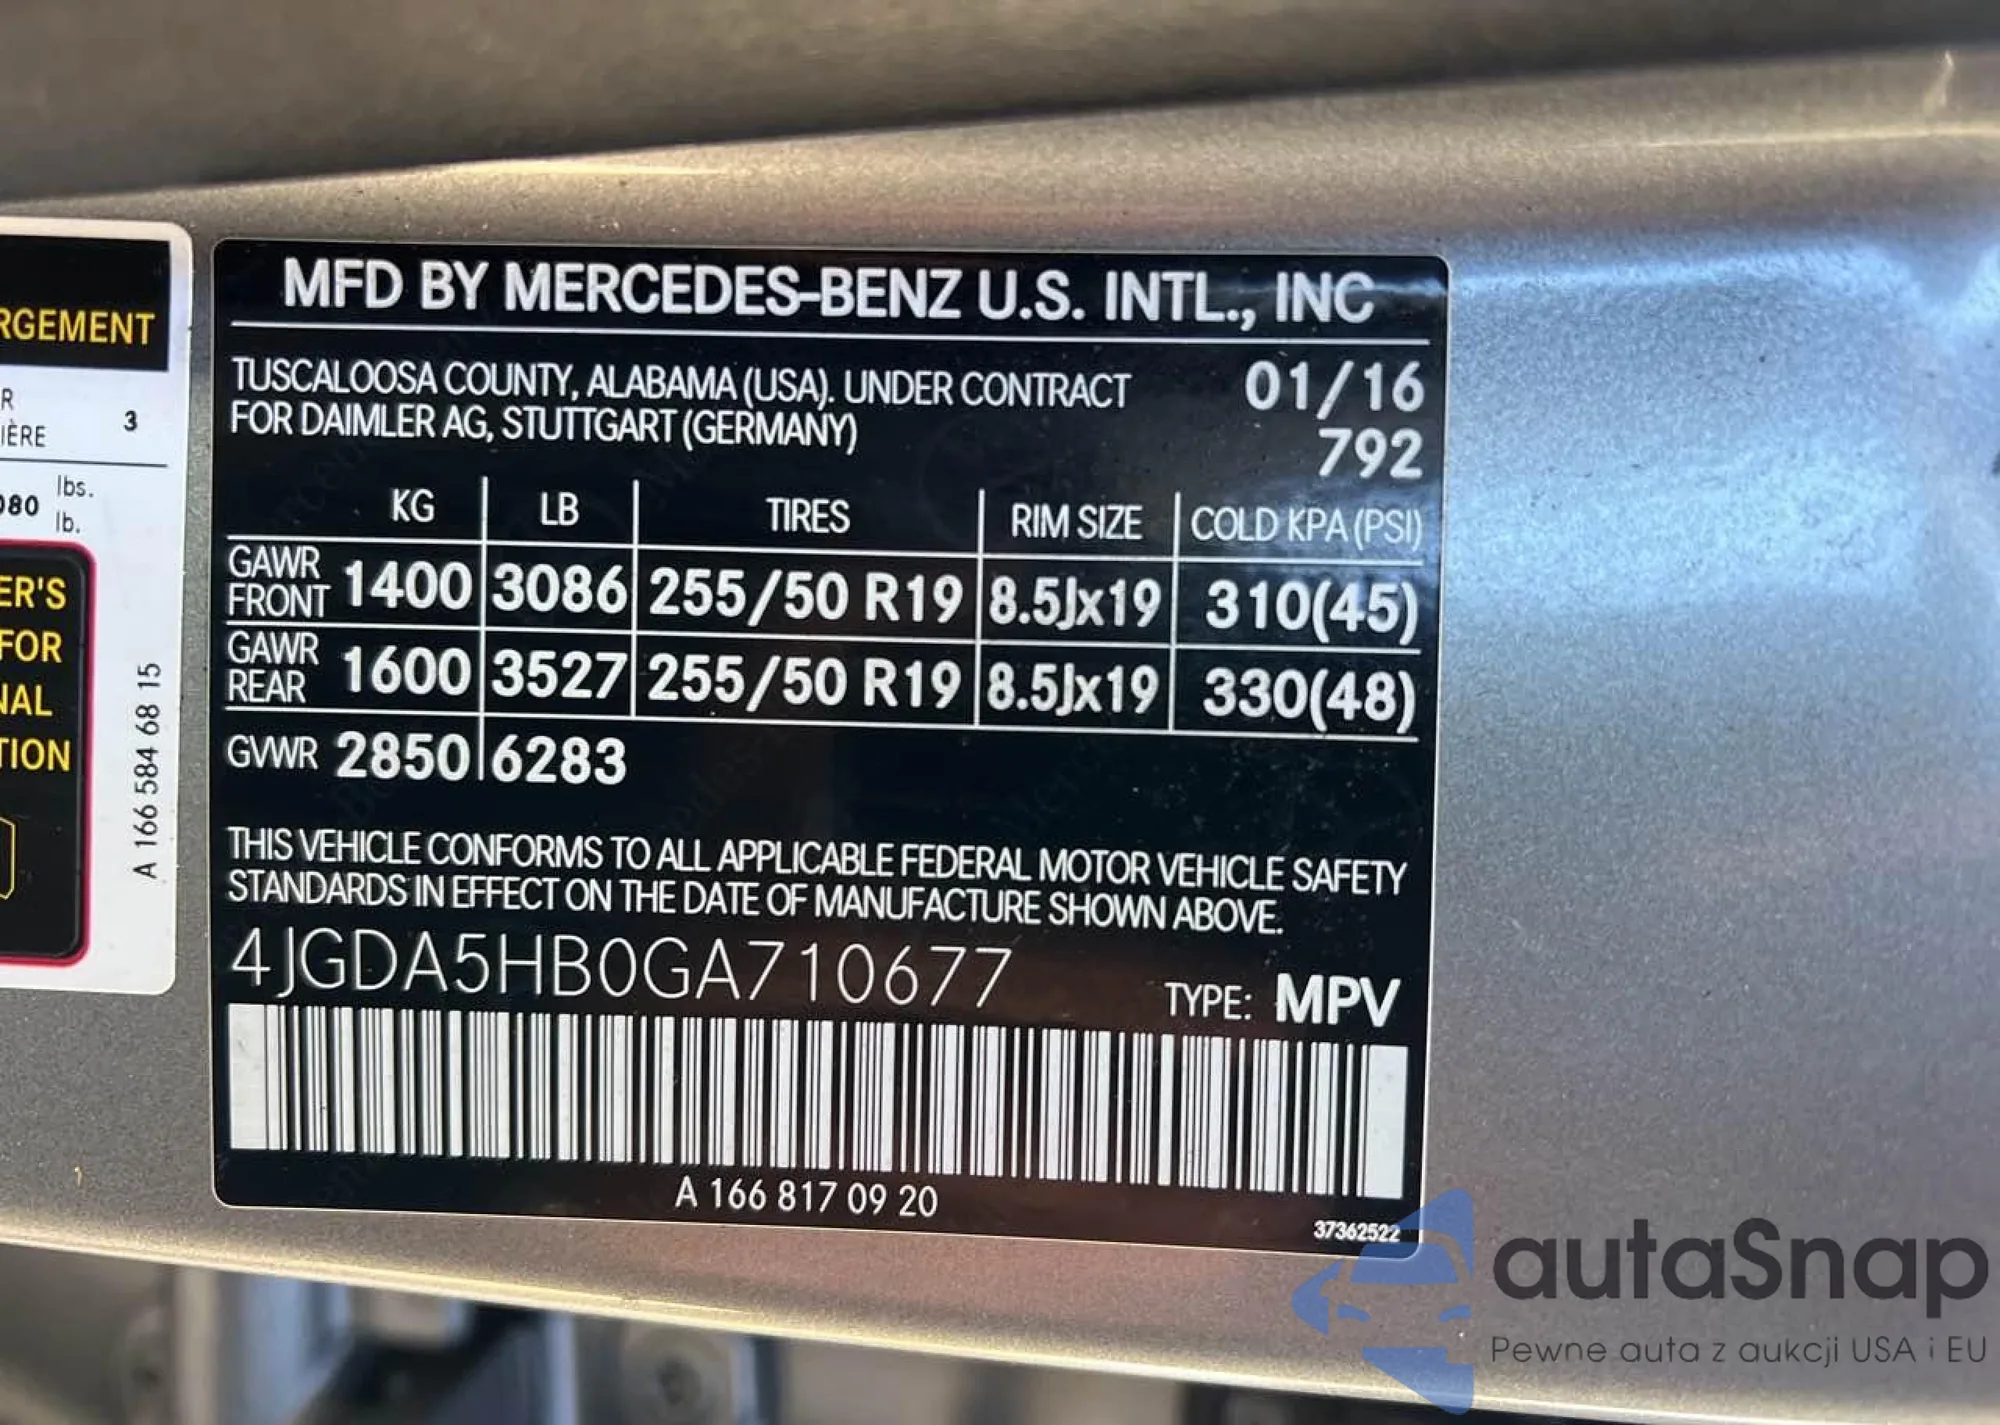 RGEMENT
R
IÈRE
3
080
lbs.
lb.
ER'S
FOR
NAL
TION
A 166 584 68 15
MFD BY MERCEDES-BENZ U.S. INTL., INC
TUSCALOOSA COUNTY, ALABAMA (USA). UNDER CONTRACT
FOR DAIMLER AG, STUTTGART (GERMANY)
01/16
792
KG LB TIRES RIM SIZE COLD KPA (PSI)
GAWR FRONT 1400 3086 255/50 R19 8.5Jx19 310(45)
GAWR REAR 1600 3527 255/50 R19 8.5Jx19 330(48)
GVWR 2850 6283
THIS VEHICLE CONFORMS TO ALL APPLICABLE FEDERAL MOTOR VEHICLE SAFETY
STANDARDS IN EFFECT ON THE DATE OF MANUFACTURE SHOWN ABOVE.
4JGDA5HB0GA710677 TYPE: MPV
A 166 817 09 20
37362522
autaSnap
Pewne auta z aukcji USA i EU